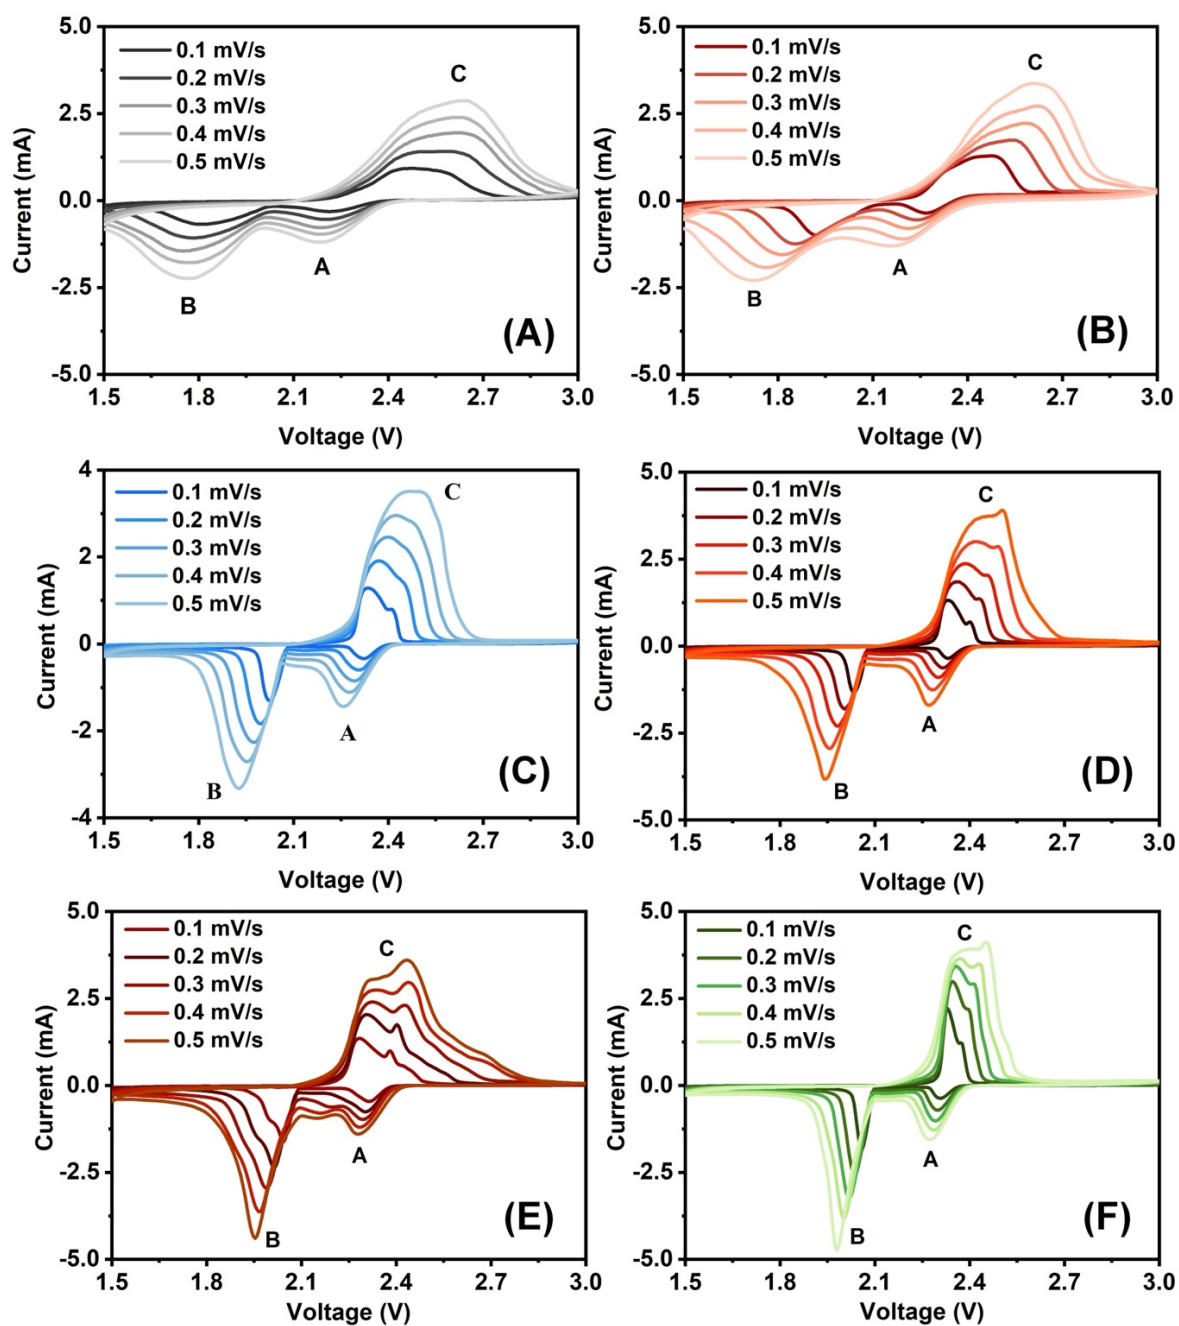 5.0
2.5
0.0
-2.5
-5.0
Current (mA)
0.1 mV/s
0.2 mV/s
0.3 mV/s
0.4 mV/s
0.5 mV/s
C
A
B
(A)
1.5 1.8 2.1 2.4 2.7 3.0
Voltage (V)
5.0
2.5
0.0
-2.5
-5.0
Current (mA)
0.1 mV/s
0.2 mV/s
0.3 mV/s
0.4 mV/s
0.5 mV/s
C
A
B
(B)
1.5 1.8 2.1 2.4 2.7 3.0
Voltage (V)
4
2
0
-2
-4
Current (mA)
0.1 mV/s
0.2 mV/s
0.3 mV/s
0.4 mV/s
0.5 mV/s
C
A
B
(C)
1.5 1.8 2.1 2.4 2.7 3.0
Voltage (V)
5.0
2.5
0.0
-2.5
-5.0
Current (mA)
0.1 mV/s
0.2 mV/s
0.3 mV/s
0.4 mV/s
0.5 mV/s
C
A
B
(D)
1.5 1.8 2.1 2.4 2.7 3.0
Voltage (V)
5.0
2.5
0.0
-2.5
-5.0
Current (mA)
0.1 mV/s
0.2 mV/s
0.3 mV/s
0.4 mV/s
0.5 mV/s
C
A
B
(E)
1.5 1.8 2.1 2.4 2.7 3.0
Voltage (V)
5.0
2.5
0.0
-2.5
-5.0
Current (mA)
0.1 mV/s
0.2 mV/s
0.3 mV/s
0.4 mV/s
0.5 mV/s
C
A
B
(F)
1.5 1.8 2.1 2.4 2.7 3.0
Voltage (V)